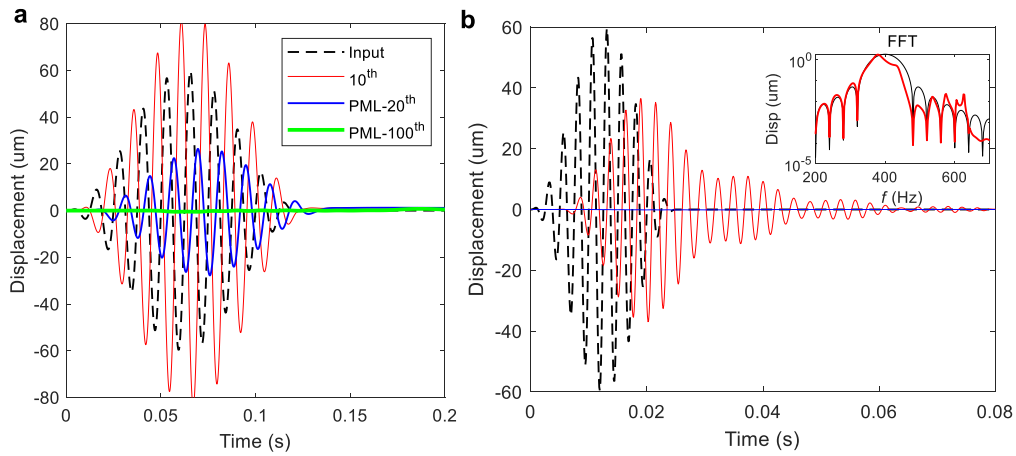 a
Displacement (um)
80
60
40
20
0
-20
-40
-60
-80
0
0.05
0.1
0.15
0.2
Time (s)
Input
10th
PML-20th
PML-100th
b
Displacement (um)
60
40
20
0
-20
-40
-60
0
0.02
0.04
0.06
0.08
Time (s)
FFT
Disp (um)
10^0
10^-5
200
400
600
f (Hz)